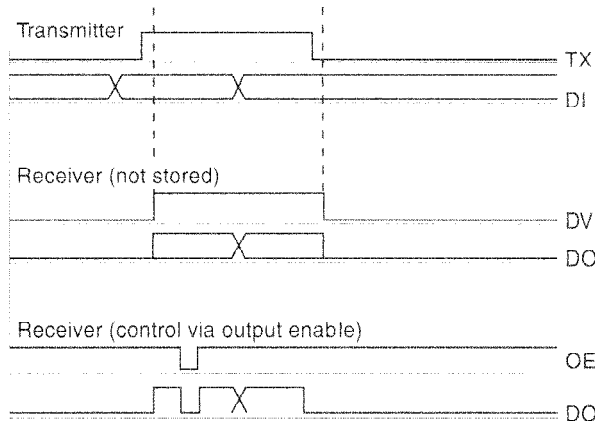 Transmitter
TX
DI
Receiver (not stored)
DV
DO
Receiver (control via output enable)
OE
DO